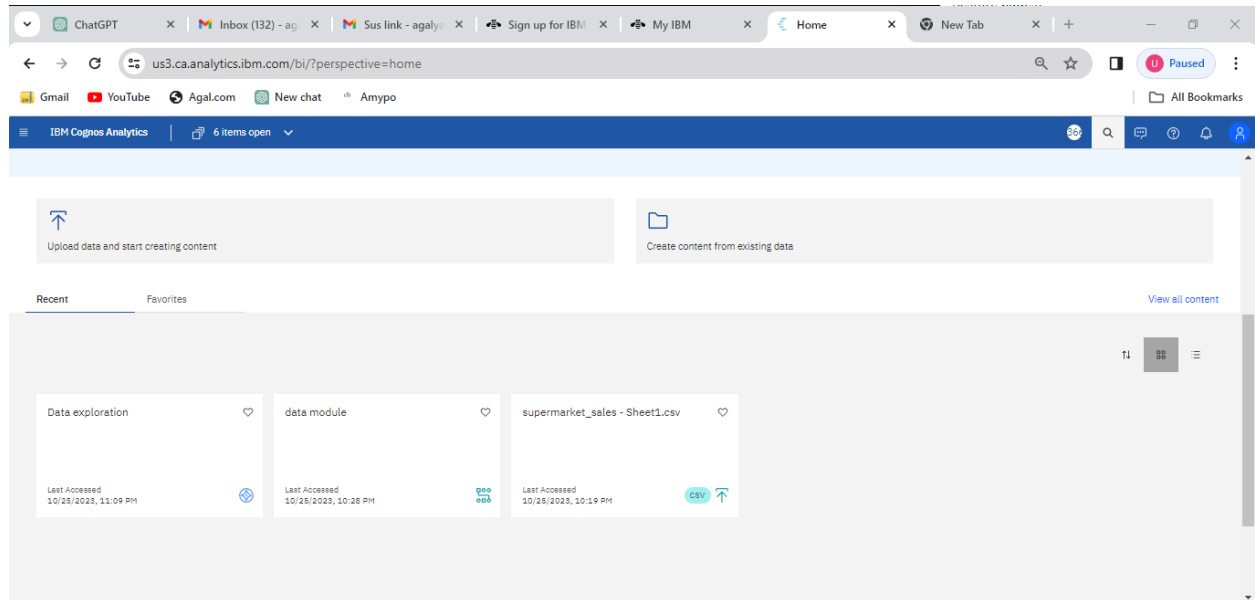 ChatGPT
Inbox (132) - ag
Sus link - agalya
Sign up for IBM
My IBM
Home
New Tab
us3.ca.analytics.ibm.com/bi/?perspective=home
U Paused
Gmail
YouTube
Agal.com
New chat
Amypo
All Bookmarks
IBM Cognos Analytics
6 items open
Upload data and start creating content
Create content from existing data
Recent
Favorites
View all content
Data exploration
data module
supermarket_sales - Sheet1.csv
Last Accessed
10/25/2023, 11:09 PM
Last Accessed
10/25/2023, 10:28 PM
Last Accessed
10/25/2023, 10:19 PM
CSV